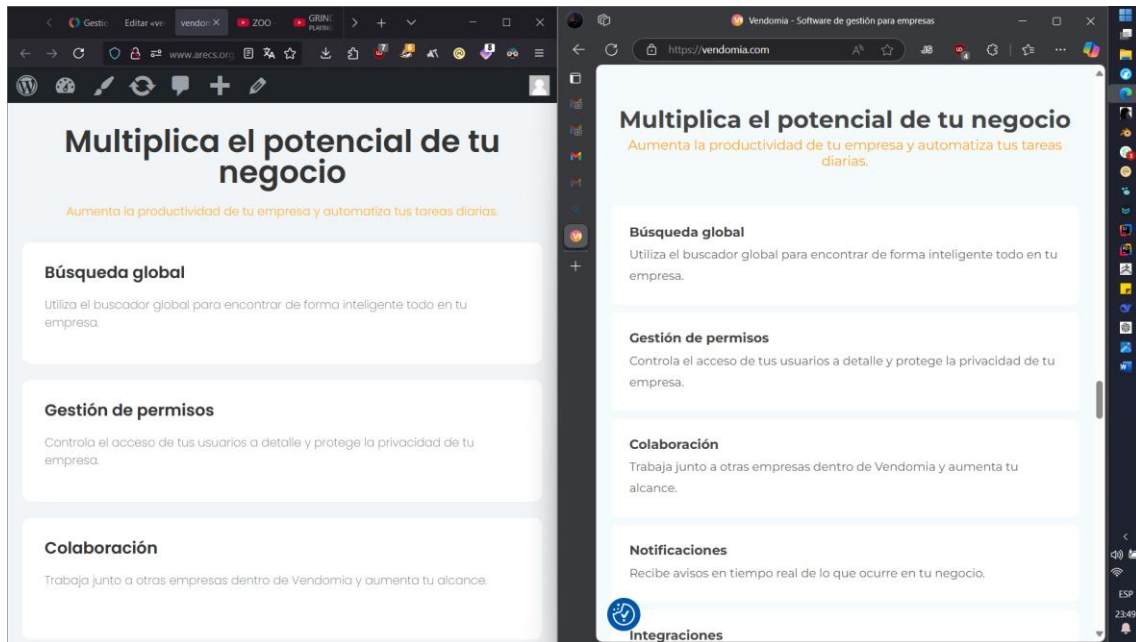 Gestic
Editar «ve
vendon
ZOO -
GRIND
PLAYING
www.arecs.org
Multiplica el potencial de tu
negocio
Aumenta la productividad de tu empresa y automatiza tus tareas diarias.
Búsqueda global
Utiliza el buscador global para encontrar de forma inteligente todo en tu
empresa.
Gestión de permisos
Controla el acceso de tus usuarios a detalle y protege la privacidad de tu
empresa.
Colaboración
Trabaja junto a otras empresas dentro de Vendomia y aumenta tu alcance.
Vendomia - Software de gestión para empresas
https://vendomia.com
Multiplica el potencial de tu negocio
Aumenta la productividad de tu empresa y automatiza tus tareas
diarias.
Búsqueda global
Utiliza el buscador global para encontrar de forma inteligente todo en tu
empresa.
Gestión de permisos
Controla el acceso de tus usuarios a detalle y protege la privacidad de tu
empresa.
Colaboración
Trabaja junto a otras empresas dentro de Vendomia y aumenta tu
alcance.
Notificaciones
Recibe avisos en tiempo real de lo que ocurre en tu negocio.
Integraciones
ESP
23:49